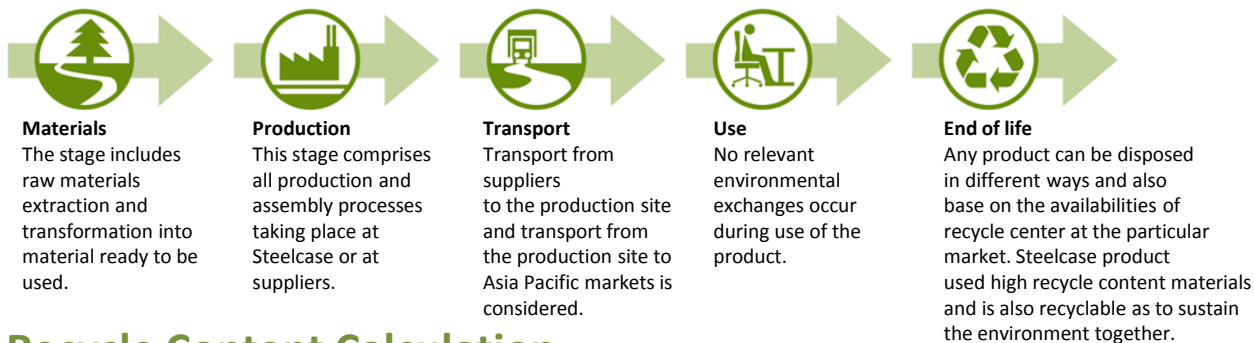 Materials
The stage includes
raw materials
extraction and
transformation into
material ready to be
used.
Production
This stage comprises
all production and
assembly processes
taking place at
Steelcase or at
suppliers.
Transport
Transport from
suppliers
to the production site
and transport from
the production site to
Asia Pacific markets is
considered.
Use
No relevant
environmental
exchanges occur
during use of the
product.
End of life
Any product can be disposed
in different ways and also
base on the availabilities of
recycle center at the particular
market. Steelcase product
used high recycle content materials
and is also recyclable as to sustain
the environment together.
Recycle Content Calculation